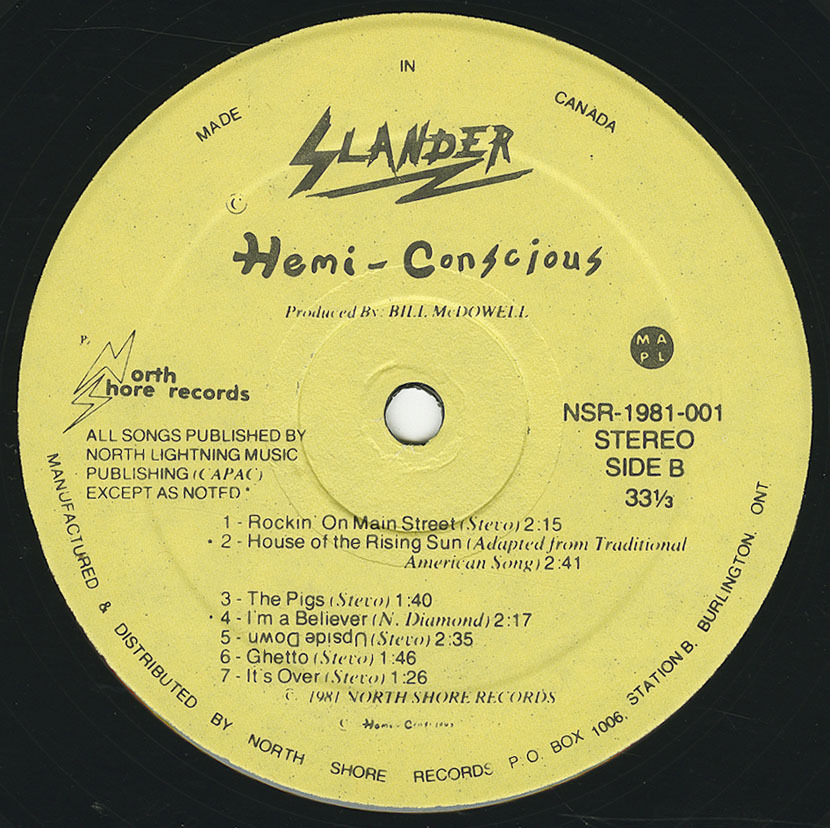 MADE IN CANADA
SLANDER
©
Hemi-Conscious
Produced By: BILL McDOWELL
MA
PL
P.
North
Shore records
NSR-1981-001
STEREO
SIDE B
33⅓
ALL SONGS PUBLISHED BY
NORTH LIGHTNING MUSIC
PUBLISHING (CAPAC)
EXCEPT AS NOTED *
1 - Rockin' On Main Street (Stevo) 2:15
• 2 - House of the Rising Sun (Adapted from Traditional
American Song) 2:41
3 - The Pigs (Stevo) 1:40
• 4 - I'm a Believer (N. Diamond) 2:17
5 - Upside Down (Stevo) 2:35
6 - Ghetto (Stevo) 1:46
7 - It's Over (Stevo) 1:26
©. 1981 NORTH SHORE RECORDS
© Hemi-Conscious
MANUFACTURED & DISTRIBUTED BY NORTH SHORE RECORDS P.O. BOX 1006, STATION B. BURLINGTON. ONT